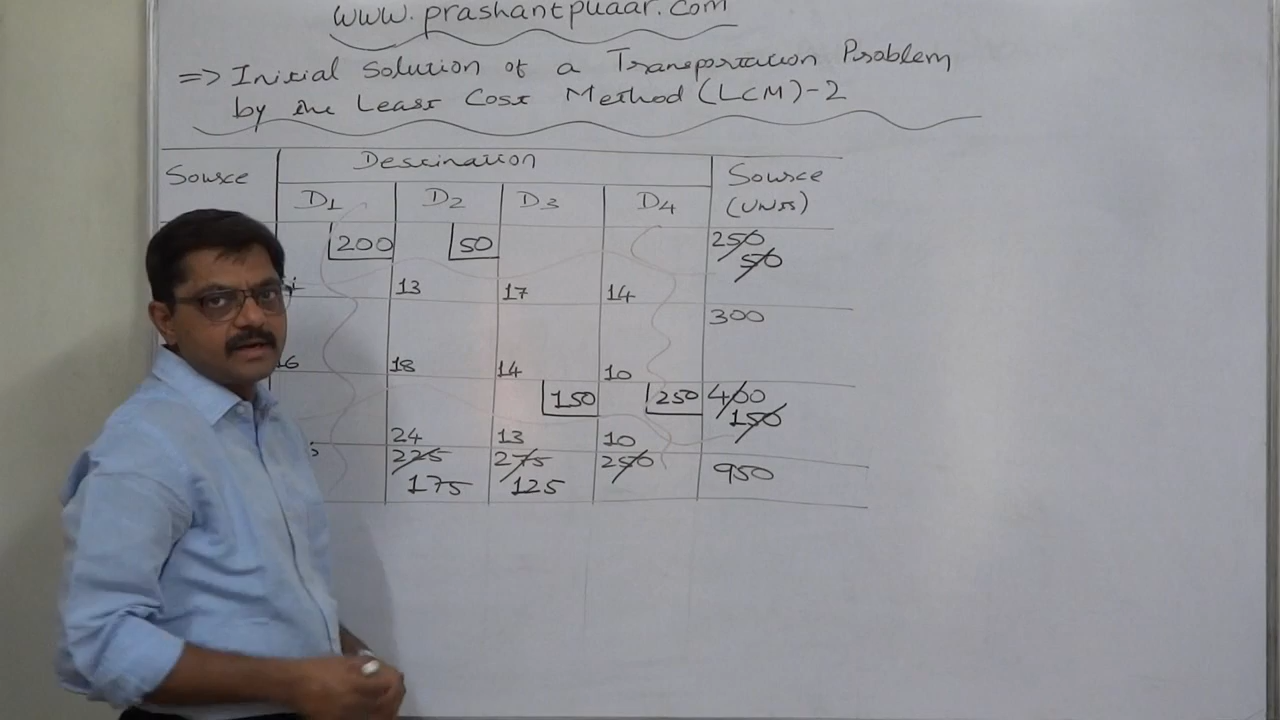 www.prashantpuaar.com
=> Initial Solution of a Transportation Problem
by the Least Cost Method (LCM)-2
Source Destination Source (Units)
D1 D2 D3 D4
200 50 250 50
13 17 14
300
16 18 14 10
150 250 400 150
24 13 10
225 275 250 950
175 125